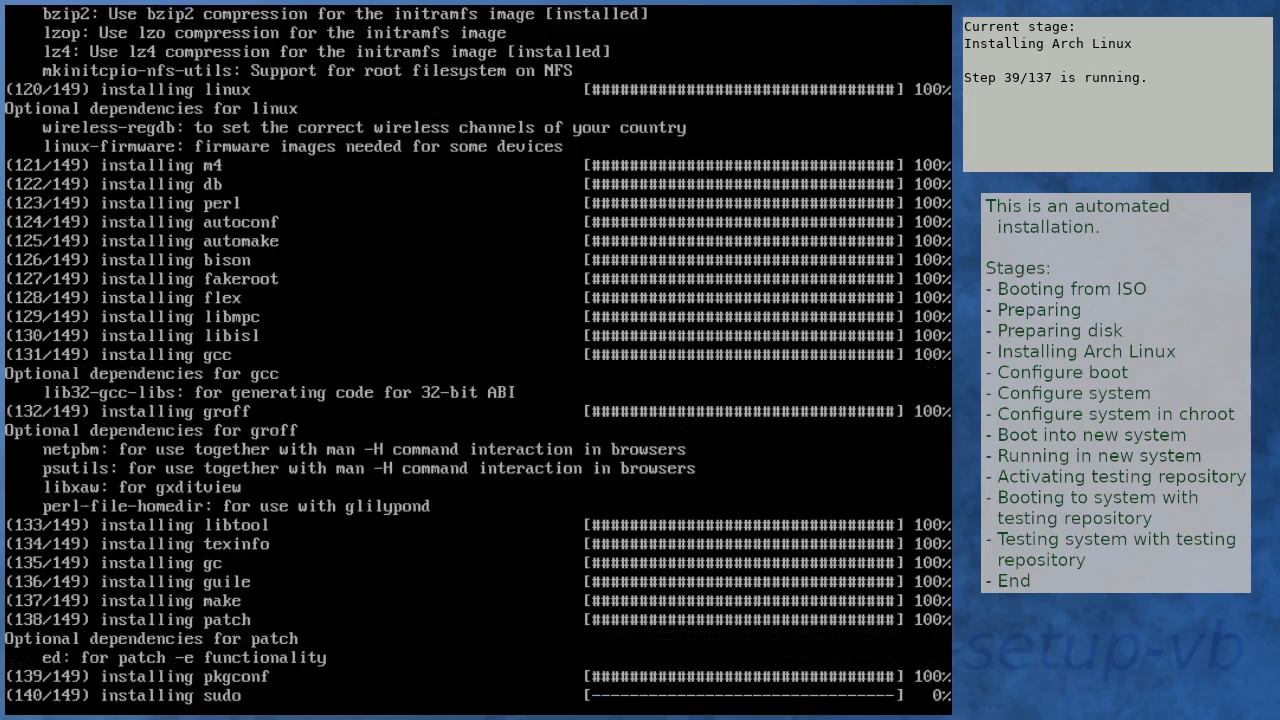 bzip2: Use bzip2 compression for the initramfs image [installed]
lzop: Use lzo compression for the initramfs image
lz4: Use lz4 compression for the initramfs image [installed]
mkinitcpio-nfs-utils: Support for root filesystem on NFS
(120/149) installing linux [################################] 100%
Optional dependencies for linux
wireless-regdb: to set the correct wireless channels of your country
linux-firmware: firmware images needed for some devices
(121/149) installing m4 [################################] 100%
(122/149) installing db [################################] 100%
(123/149) installing perl [################################] 100%
(124/149) installing autoconf [################################] 100%
(125/149) installing automake [################################] 100%
(126/149) installing bison [################################] 100%
(127/149) installing fakeroot [################################] 100%
(128/149) installing flex [################################] 100%
(129/149) installing libmpc [################################] 100%
(130/149) installing libisl [################################] 100%
(131/149) installing gcc [################################] 100%
Optional dependencies for gcc
lib32-gcc-libs: for generating code for 32-bit ABI
(132/149) installing groff [################################] 100%
Optional dependencies for groff
netpbm: for use together with man -H command interaction in browsers
psutils: for use together with man -H command interaction in browsers
libxaw: for gxditview
perl-file-homedir: for use with glilypond
(133/149) installing libtool [################################] 100%
(134/149) installing texinfo [################################] 100%
(135/149) installing gc [################################] 100%
(136/149) installing guile [################################] 100%
(137/149) installing make [################################] 100%
(138/149) installing patch [################################] 100%
Optional dependencies for patch
ed: for patch -e functionality
(139/149) installing pkgconf [################################] 100%
(140/149) installing sudo [--------------------------------] 0%
Current stage:
Installing Arch Linux
Step 39/137 is running.
This is an automated
installation.
Stages:
- Booting from ISO
- Preparing
- Preparing disk
- Installing Arch Linux
- Configure boot
- Configure system
- Configure system in chroot
- Boot into new system
- Running in new system
- Activating testing repository
- Booting to system with
testing repository
- Testing system with testing
repository
- End
-setup-vb